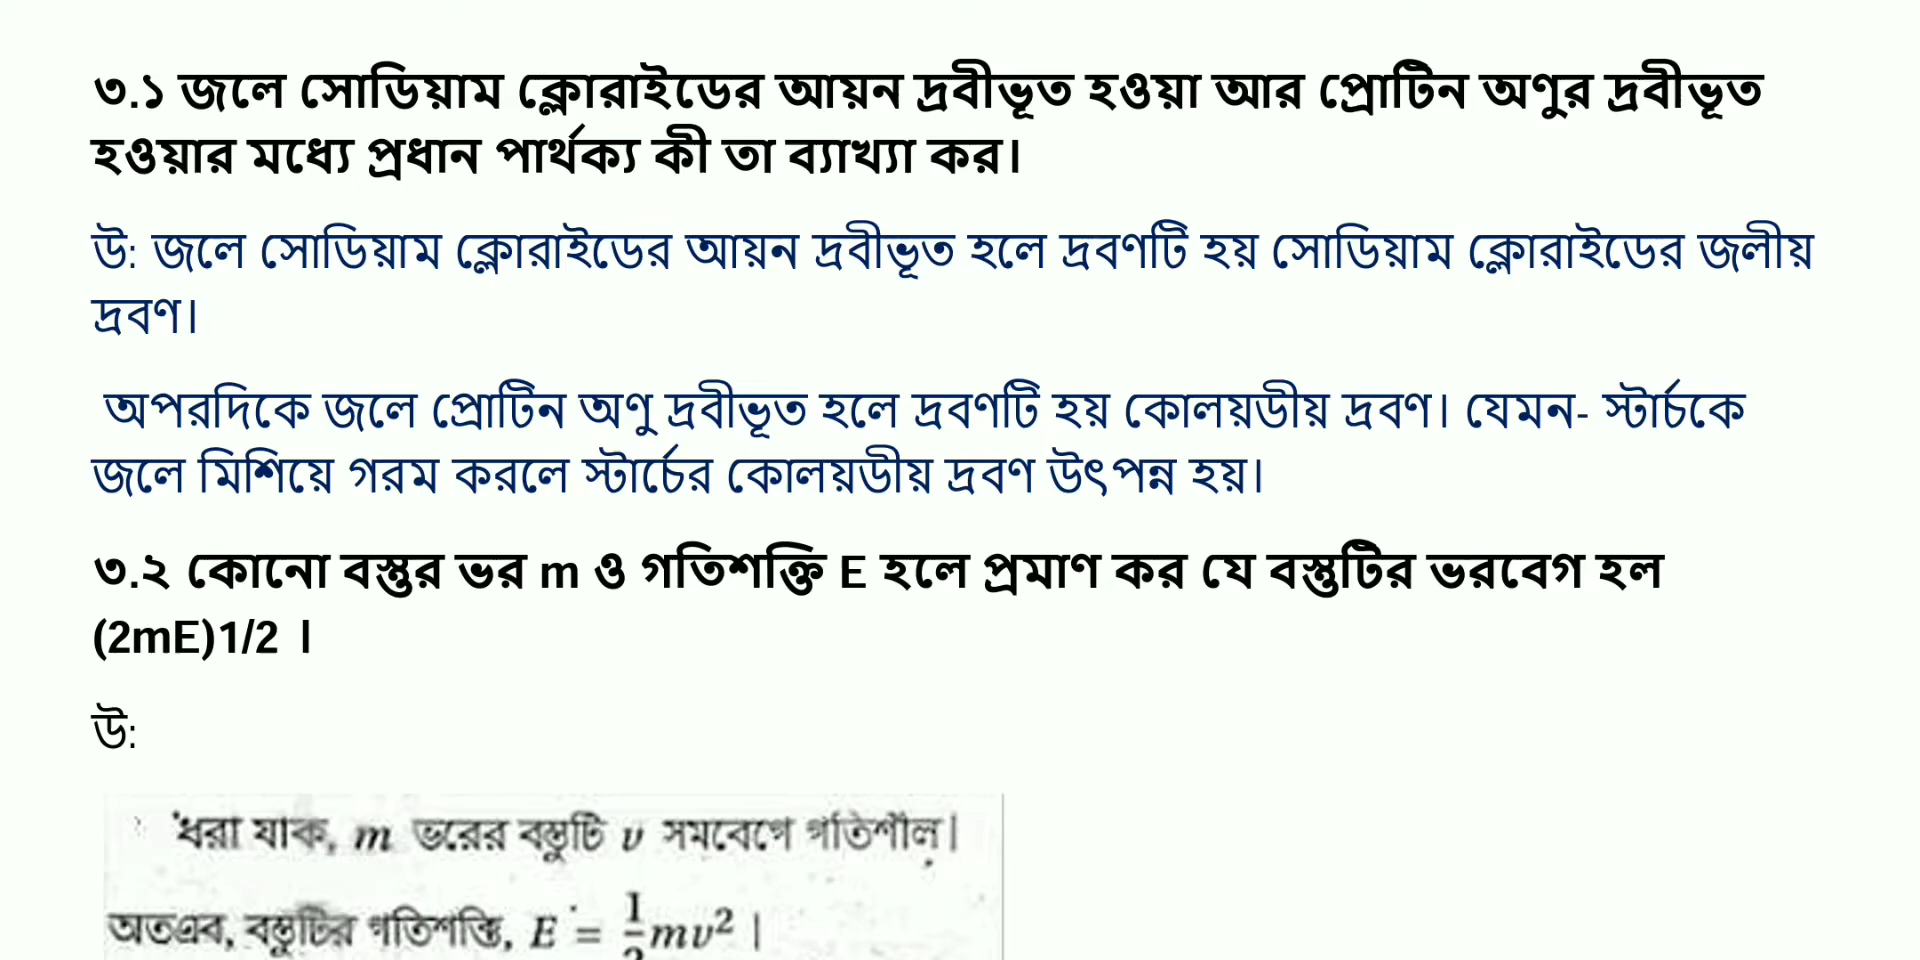 ৩.১ জলে সোডিয়াম ক্লোরাইডের আয়ন দ্রবীভূত হওয়া আর প্রোটিন অণুর দ্রবীভূত
হওয়ার মধ্যে প্রধান পার্থক্য কী তা ব্যাখ্যা কর।
উ: জলে সোডিয়াম ক্লোরাইডের আয়ন দ্রবীভূত হলে দ্রবণটি হয় সোডিয়াম ক্লোরাইডের জলীয়
দ্রবণ।
অপরদিকে জলে প্রোটিন অণু দ্রবীভূত হলে দ্রবণটি হয় কোলয়ডীয় দ্রবণ। যেমন- স্টার্চকে
জলে মিশিয়ে গরম করলে স্টার্চের কোলয়ডীয় দ্রবণ উৎপন্ন হয়।
৩.২ কোনো বস্তুর ভর m ও গতিশক্তি E হলে প্রমাণ কর যে বস্তুটির ভরবেগ হল
(2mE)1/2 ।
উ:
ধরা যাক, m ভরের বস্তুটি v সমবেগে গতিশীল।
অতএব, বস্তুটির গতিশক্তি, E = 1/2 mv² ।